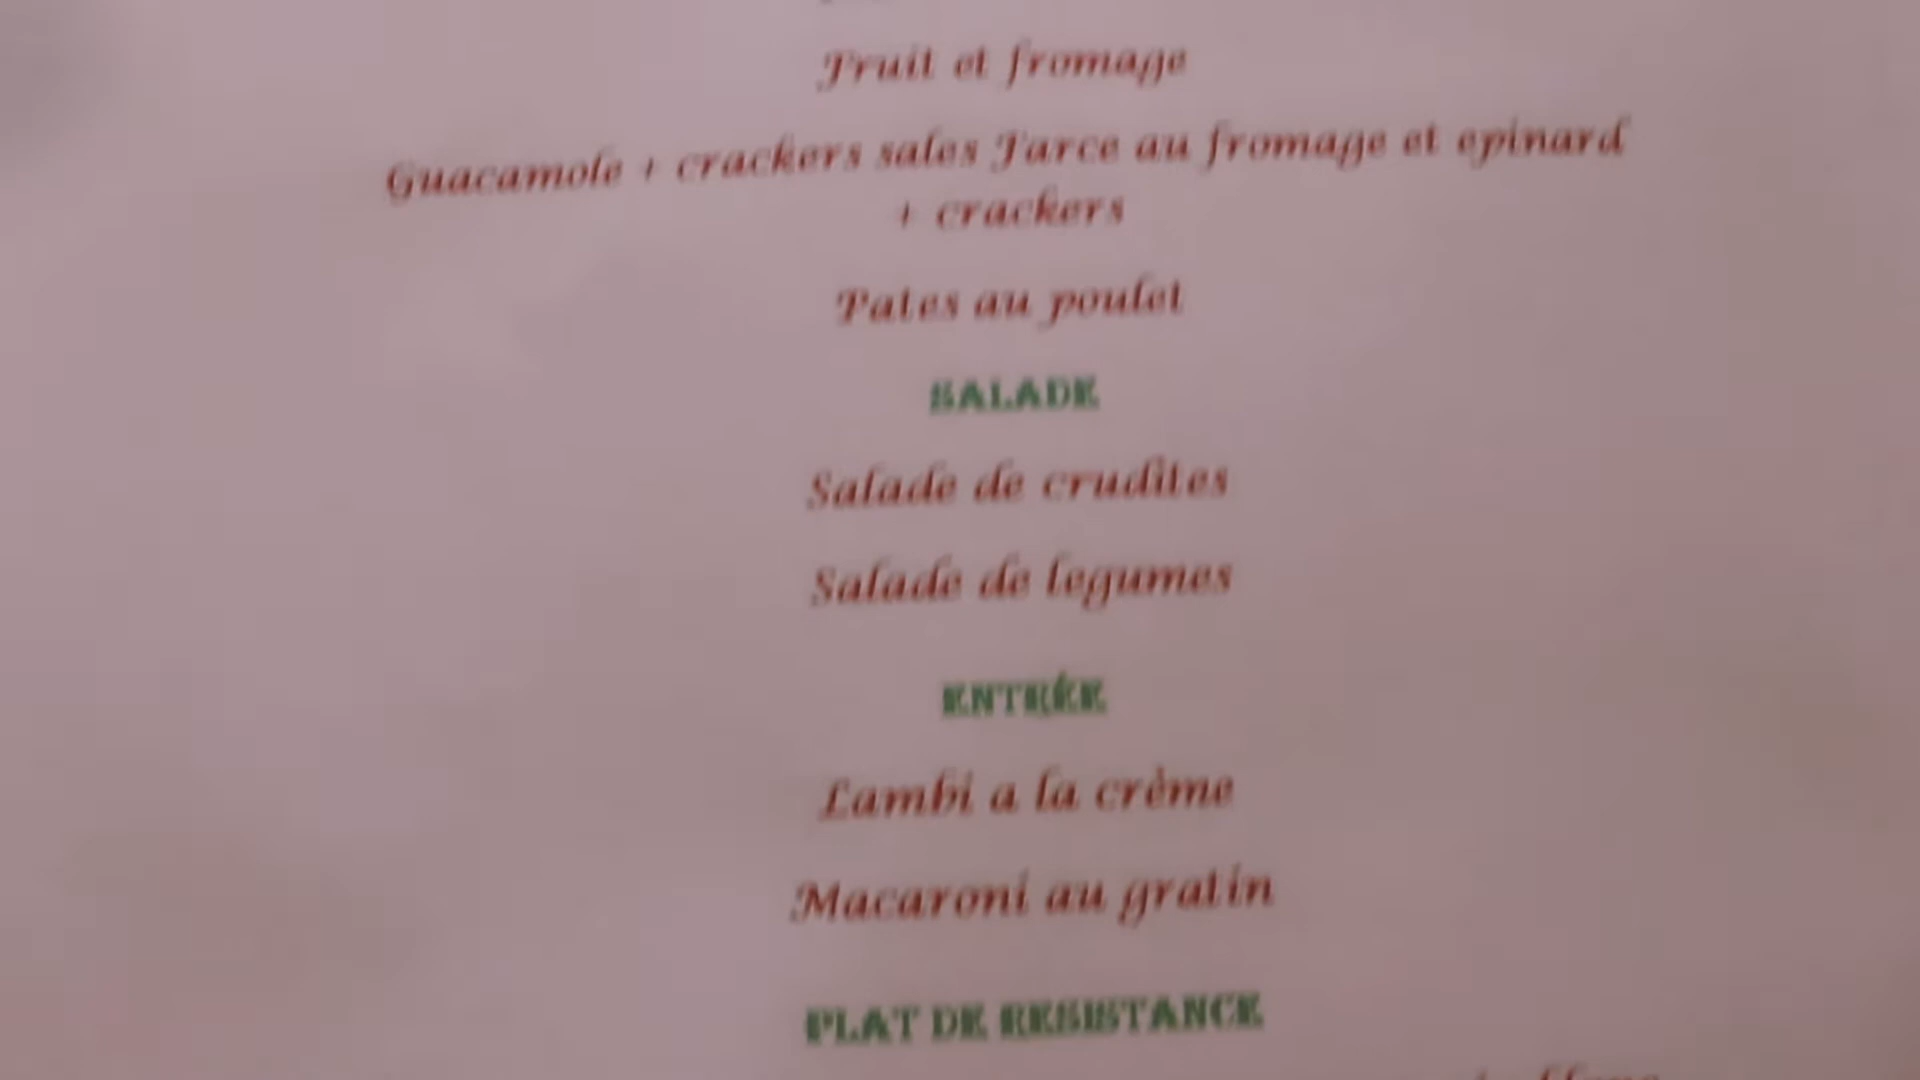 Fruit et fromage
Guacamole + crackers sales Farce au fromage et epinard
+ crackers
Pates au poulet
SALADE
Salade de crudites
Salade de legumes
ENTRÉE
Lambi a la crème
Macaroni au gratin
PLAT DE RESISTANCE